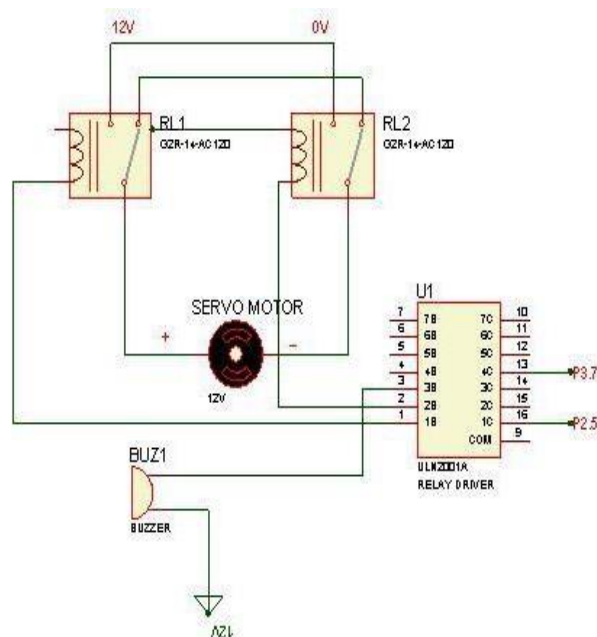 12V 0V
RL1 RL2
GZR-14-AC120 GZR-14-AC120
U1
SERVO MOTOR
+ -
12V
7 7B 7C 10
6 6B 6C 11
5 5B 5C 12
4 4B 4C 13 P3.7
3 3B 3C 14
2 2B 2C 15
1 1B 1C 16 P2.5
COM 9
ULN2001A
RELAY DRIVER
BUZ1
BUZZER
12V